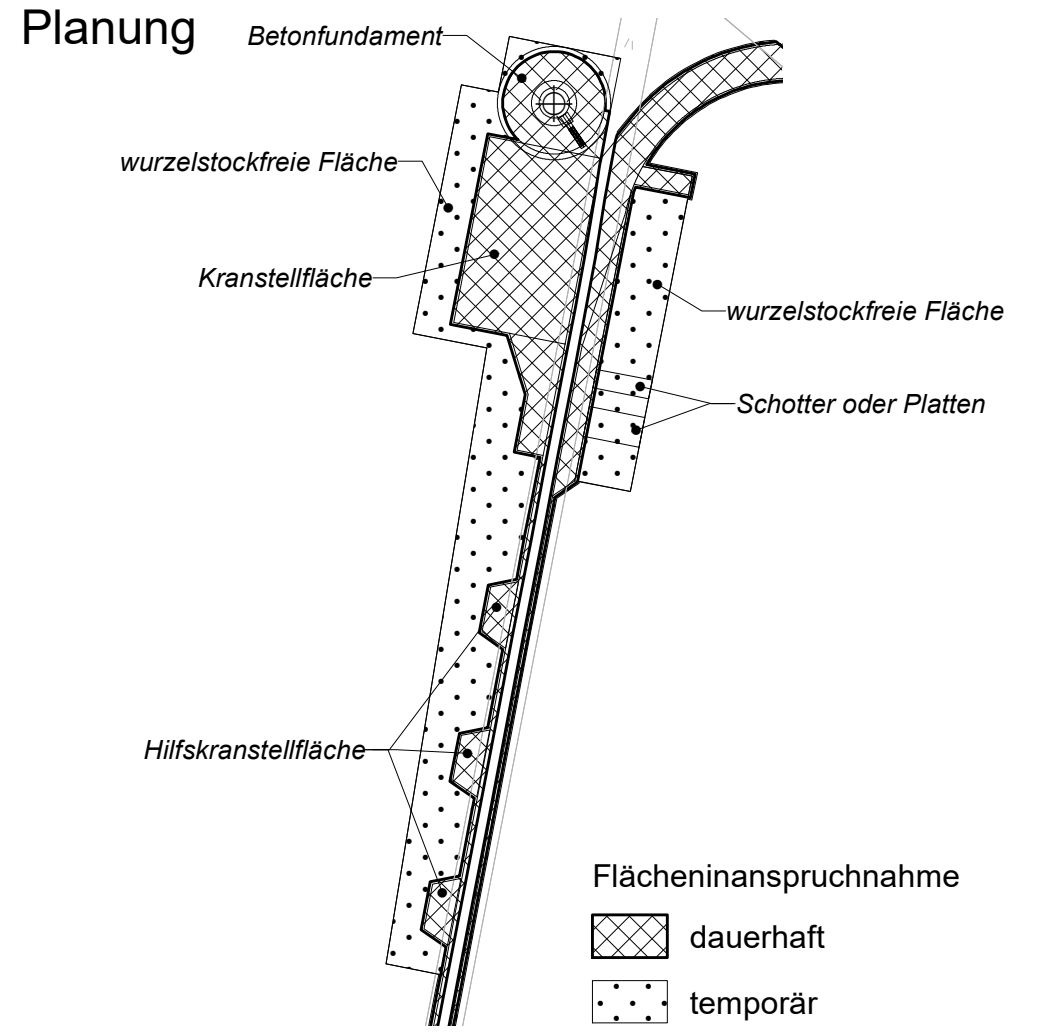 Planung
Betonfundament
wurzelstockfreie Fläche
Kranstellfläche
wurzelstockfreie Fläche
Schotter oder Platten
Hilfskranstellfläche
Flächeninanspruchnahme
dauerhaft
temporär